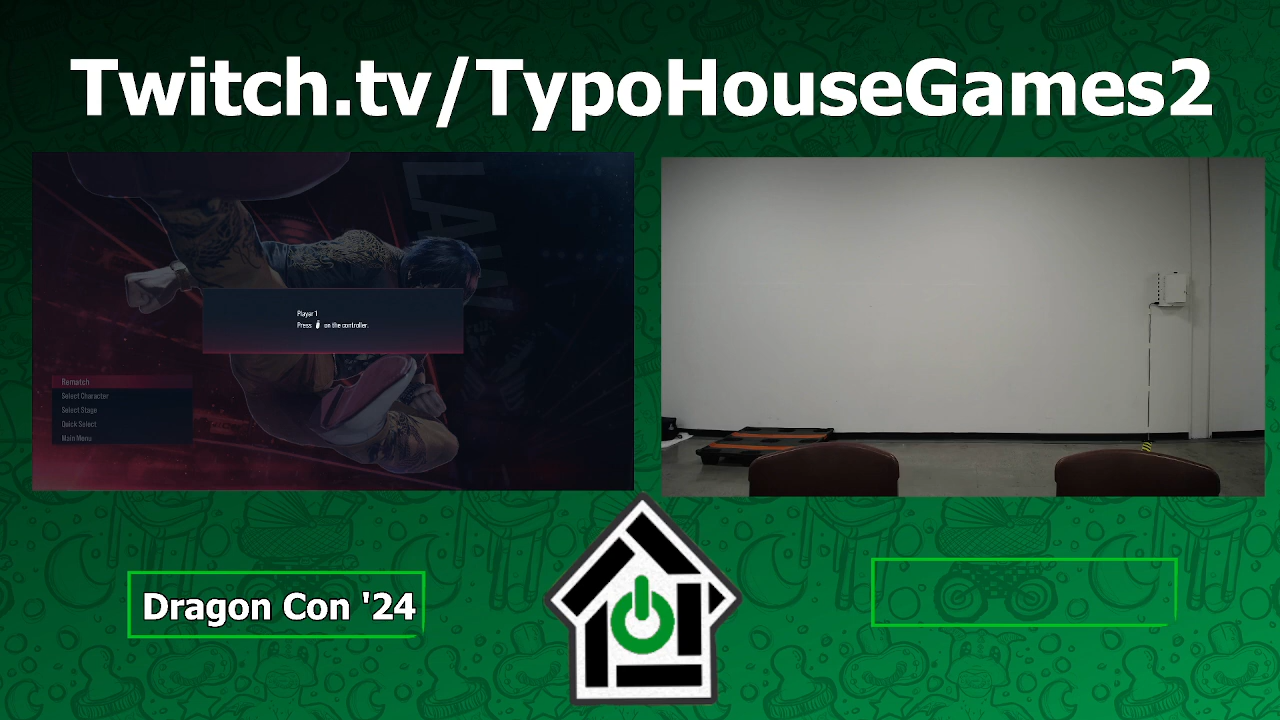 Twitch.tv/TypoHouseGames2
LAW
Player 1
Press on the controller.
Rematch
Select Character
Select Stage
Quick Select
Main Menu
Dragon Con '24